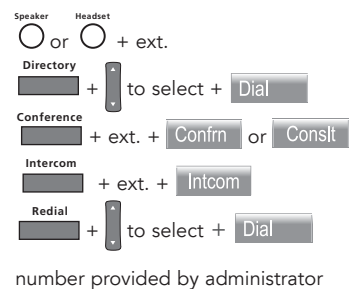 Speaker Headset
or + ext.
Directory
+ to select + Dial
Conference
+ ext. + Confrn or Conslt
Intercom
+ ext. + Intcom
Redial
+ to select + Dial
number provided by administrator